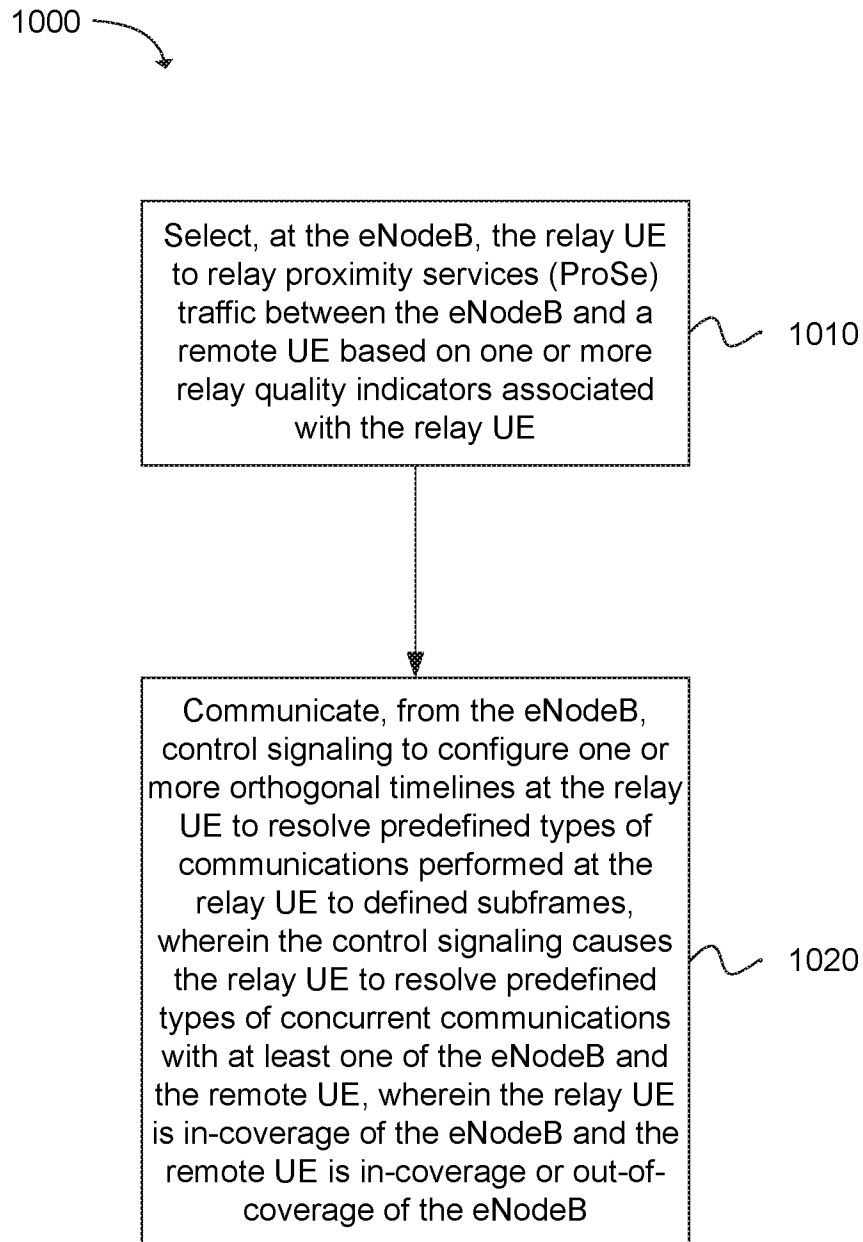 1000
Select, at the eNodeB, the relay UE
to relay proximity services (ProSe)
traffic between the eNodeB and a
remote UE based on one or more
relay quality indicators associated
with the relay UE
1010
Communicate, from the eNodeB,
control signaling to configure one or
more orthogonal timelines at the relay
UE to resolve predefined types of
communications performed at the
relay UE to defined subframes,
wherein the control signaling causes
the relay UE to resolve predefined
types of concurrent communications
with at least one of the eNodeB and
the remote UE, wherein the relay UE
is in-coverage of the eNodeB and the
remote UE is in-coverage or out-of-
coverage of the eNodeB
1020